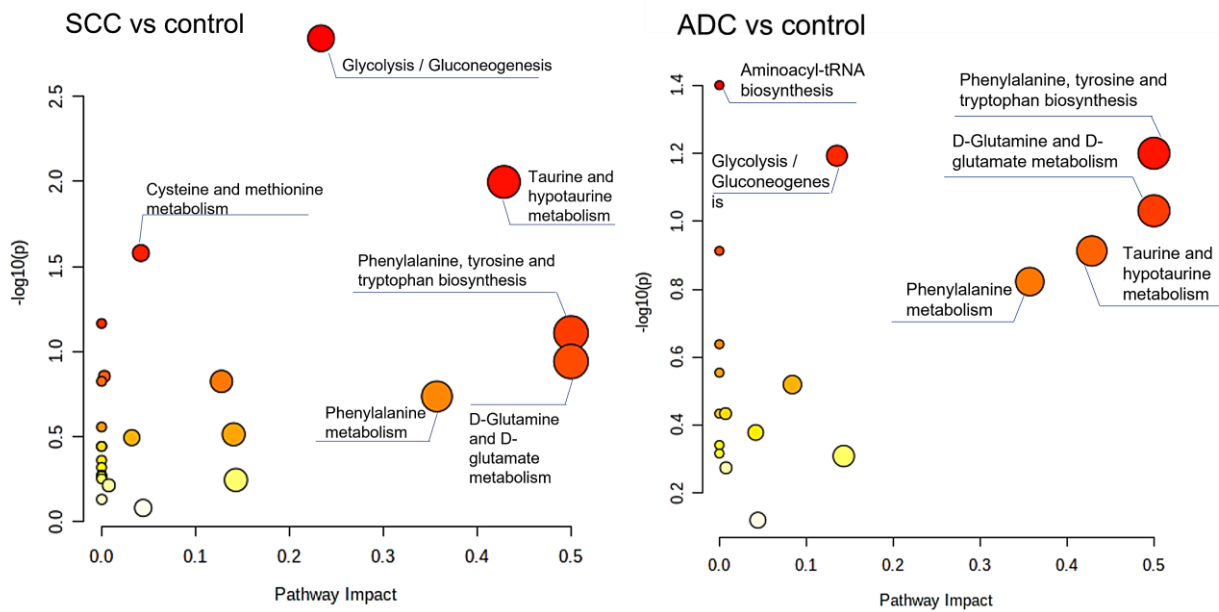 SCC vs control
Glycolysis / Gluconeogenesis
Taurine and
hypotaurine
metabolism
Cysteine and methionine
metabolism
Phenylalanine, tyrosine and
tryptophan biosynthesis
Phenylalanine
metabolism
D-Glutamine
and D-
glutamate
metabolism
-log10(p)
2.5
2.0
1.5
1.0
0.5
0.0
0.0 0.1 0.2 0.3 0.4 0.5
Pathway Impact
ADC vs control
Aminoacyl-tRNA
biosynthesis
Phenylalanine, tyrosine and
tryptophan biosynthesis
D-Glutamine and D-
glutamate metabolism
Glycolysis /
Gluconeogenes
is
Taurine and
hypotaurine
metabolism
Phenylalanine
metabolism
-log10(p)
1.4
1.2
1.0
0.8
0.6
0.4
0.2
0.0 0.1 0.2 0.3 0.4 0.5
Pathway Impact